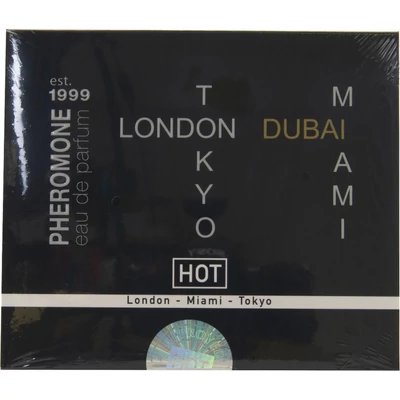 est.
1999
PHEROMONE
eau de parfum
TOKYO
LONDON
DUBAI
MIAMI
HOT
London - Miami - Tokyo